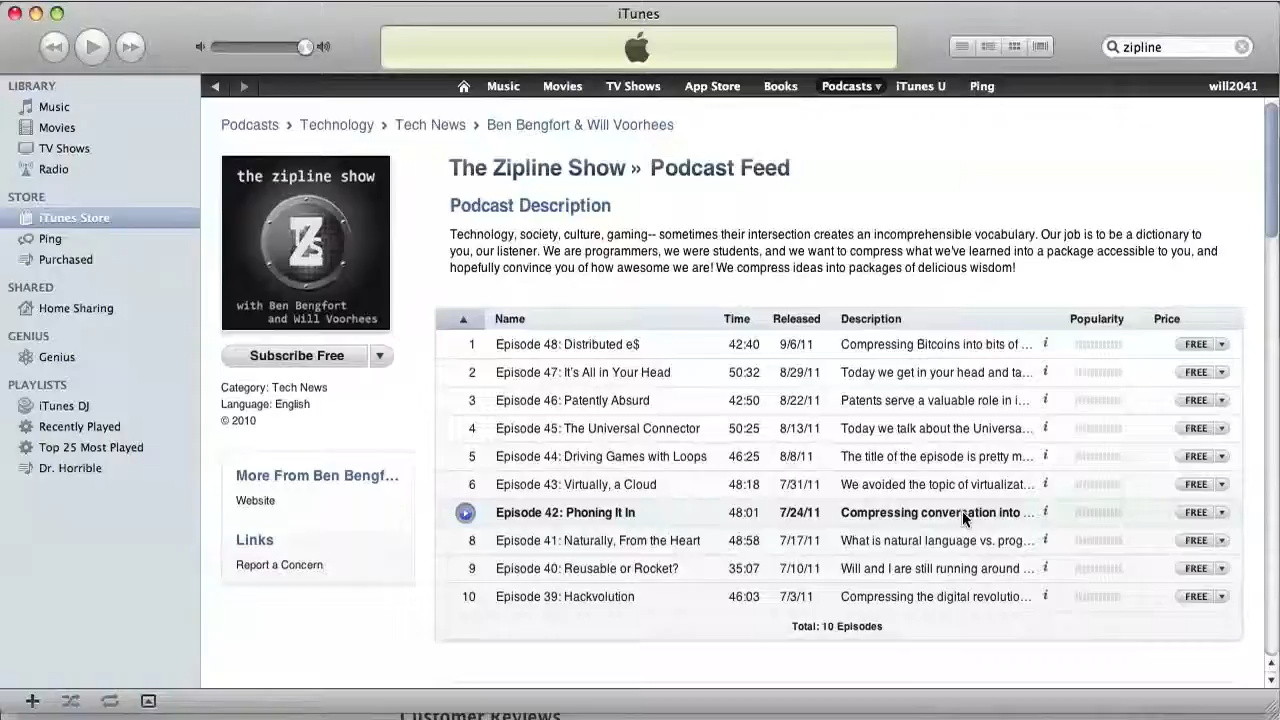 iTunes
zipline
LIBRARY
Music
Movies
TV Shows
Radio
STORE
iTunes Store
Ping
Purchased
SHARED
Home Sharing
GENIUS
Genius
PLAYLISTS
iTunes DJ
Recently Played
Top 25 Most Played
Dr. Horrible
Music Movies TV Shows App Store Books Podcasts ▾ iTunes U Ping will2041
Podcasts › Technology › Tech News › Ben Bengfort & Will Voorhees
the zipline show
Zs
with Ben Bengfort
and Will Voorhees
Subscribe Free
Category: Tech News
Language: English
© 2010
More From Ben Bengf...
Website
Links
Report a Concern
The Zipline Show » Podcast Feed
Podcast Description
Technology, society, culture, gaming-- sometimes their intersection creates an incomprehensible vocabulary. Our job is to be a dictionary to
you, our listener. We are programmers, we were students, and we want to compress what we've learned into a package accessible to you, and
hopefully convince you of how awesome we are! We compress ideas into packages of delicious wisdom!
Name Time Released Description Popularity Price
1 Episode 48: Distributed e$ 42:40 9/6/11 Compressing Bitcoins into bits of ... i FREE
2 Episode 47: It's All in Your Head 50:32 8/29/11 Today we get in your head and ta... i FREE
3 Episode 46: Patently Absurd 42:50 8/22/11 Patents serve a valuable role in i... i FREE
4 Episode 45: The Universal Connector 50:25 8/13/11 Today we talk about the Universa... i FREE
5 Episode 44: Driving Games with Loops 46:25 8/8/11 The title of the episode is pretty m... i FREE
6 Episode 43: Virtually, a Cloud 48:18 7/31/11 We avoided the topic of virtualizat... i FREE
Episode 42: Phoning It In 48:01 7/24/11 Compressing conversation into ... i FREE
8 Episode 41: Naturally, From the Heart 48:58 7/17/11 What is natural language vs. prog... i FREE
9 Episode 40: Reusable or Rocket? 35:07 7/10/11 Will and I are still running around ... i FREE
10 Episode 39: Hackvolution 46:03 7/3/11 Compressing the digital revolutio... i FREE
Total: 10 Episodes
Customer Reviews